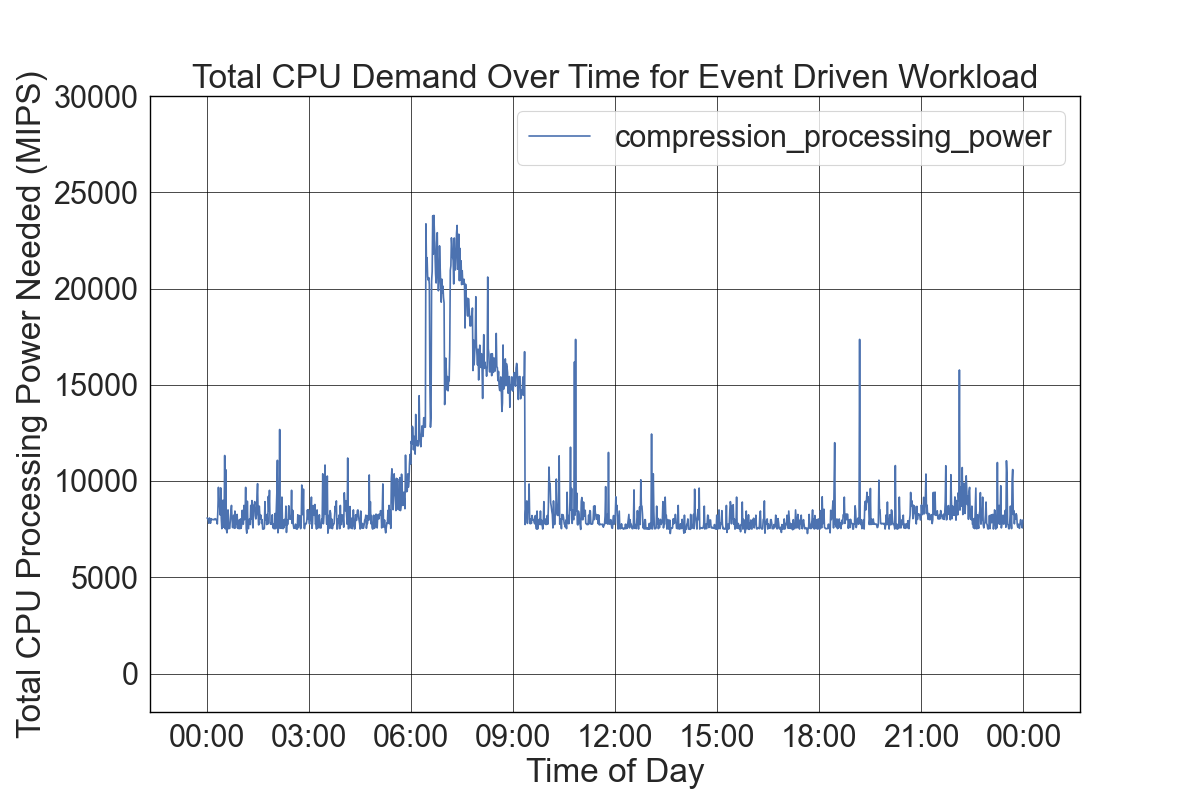 Total CPU Demand Over Time for Event Driven Workload
compression_processing_power
Total CPU Processing Power Needed (MIPS)
30000
25000
20000
15000
10000
5000
0
00:00 03:00 06:00 09:00 12:00 15:00 18:00 21:00 00:00
Time of Day